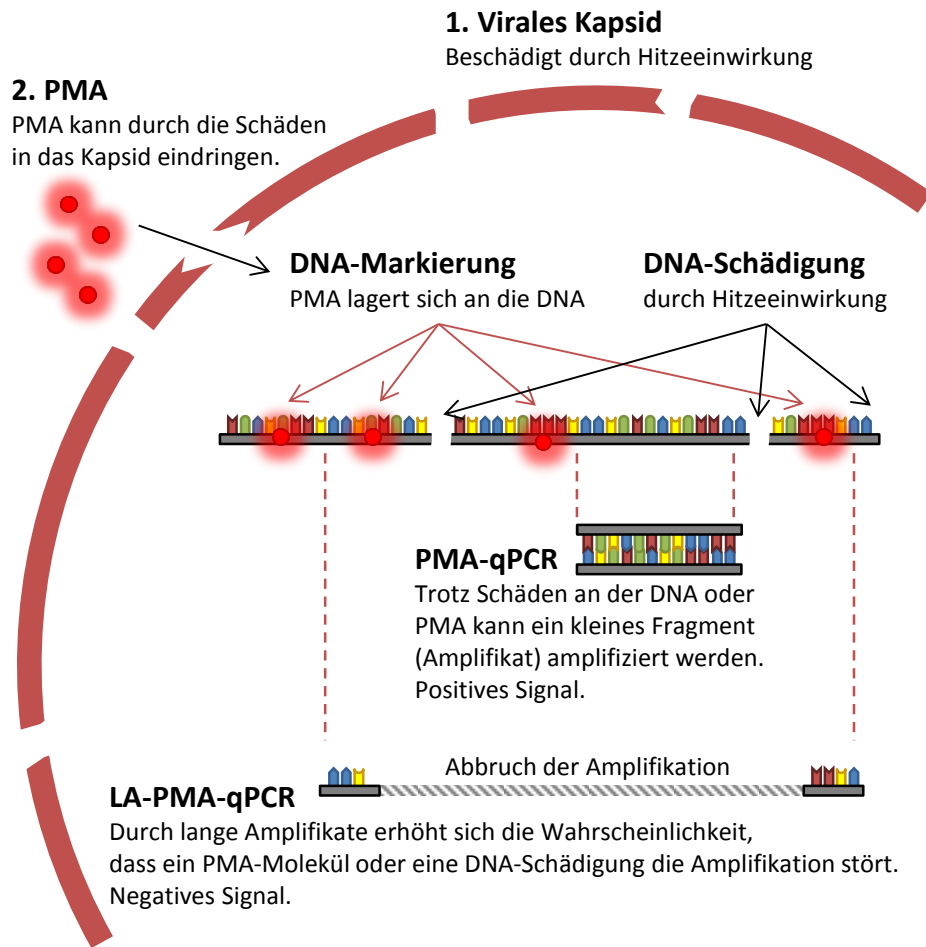 1. Virales Kapsid
Beschädigt durch Hitzeeinwirkung
2. PMA
PMA kann durch die Schäden
in das Kapsid eindringen.
DNA-Markierung
PMA lagert sich an die DNA
DNA-Schädigung
durch Hitzeeinwirkung
PMA-qPCR
Trotz Schäden an der DNA oder
PMA kann ein kleines Fragment
(Amplifikat) amplifiziert werden.
Positives Signal.
Abbruch der Amplifikation
LA-PMA-qPCR
Durch lange Amplifikate erhöht sich die Wahrscheinlichkeit,
dass ein PMA-Molekül oder eine DNA-Schädigung die Amplifikation stört.
Negatives Signal.